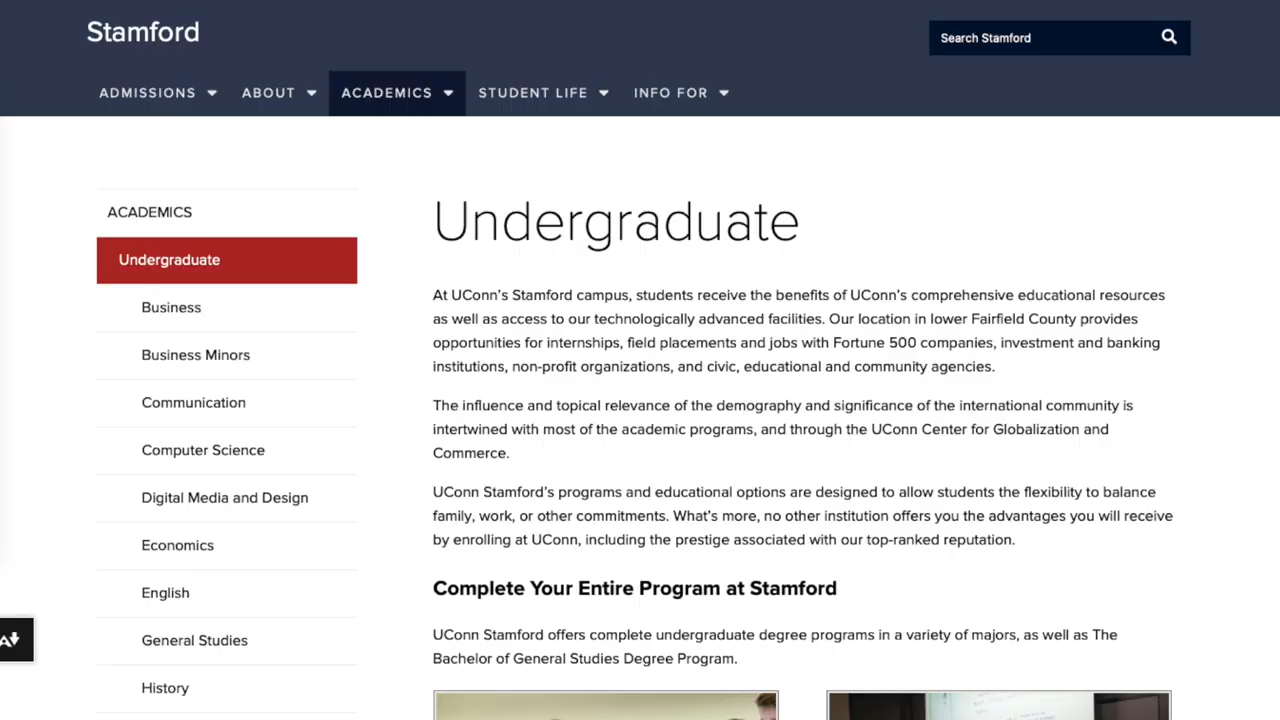 Stamford
Search Stamford
ADMISSIONS
ABOUT
ACADEMICS
STUDENT LIFE
INFO FOR
ACADEMICS
Undergraduate
Business
Business Minors
Communication
Computer Science
Digital Media and Design
Economics
English
General Studies
History
Undergraduate
At UConn's Stamford campus, students receive the benefits of UConn's comprehensive educational resources
as well as access to our technologically advanced facilities. Our location in lower Fairfield County provides
opportunities for internships, field placements and jobs with Fortune 500 companies, investment and banking
institutions, non-profit organizations, and civic, educational and community agencies.
The influence and topical relevance of the demography and significance of the international community is
intertwined with most of the academic programs, and through the UConn Center for Globalization and
Commerce.
UConn Stamford's programs and educational options are designed to allow students the flexibility to balance
family, work, or other commitments. What's more, no other institution offers you the advantages you will receive
by enrolling at UConn, including the prestige associated with our top-ranked reputation.
Complete Your Entire Program at Stamford
UConn Stamford offers complete undergraduate degree programs in a variety of majors, as well as The
Bachelor of General Studies Degree Program.